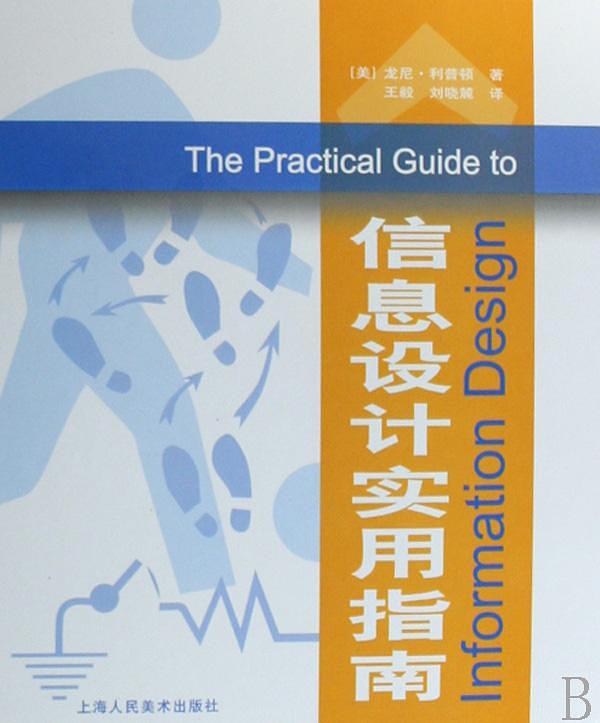 [美] 龙尼·利普顿 著
王毅 刘晓麓 译
The Practical Guide to
信息设计实用指南
Information Design
上海人民美术出版社
B